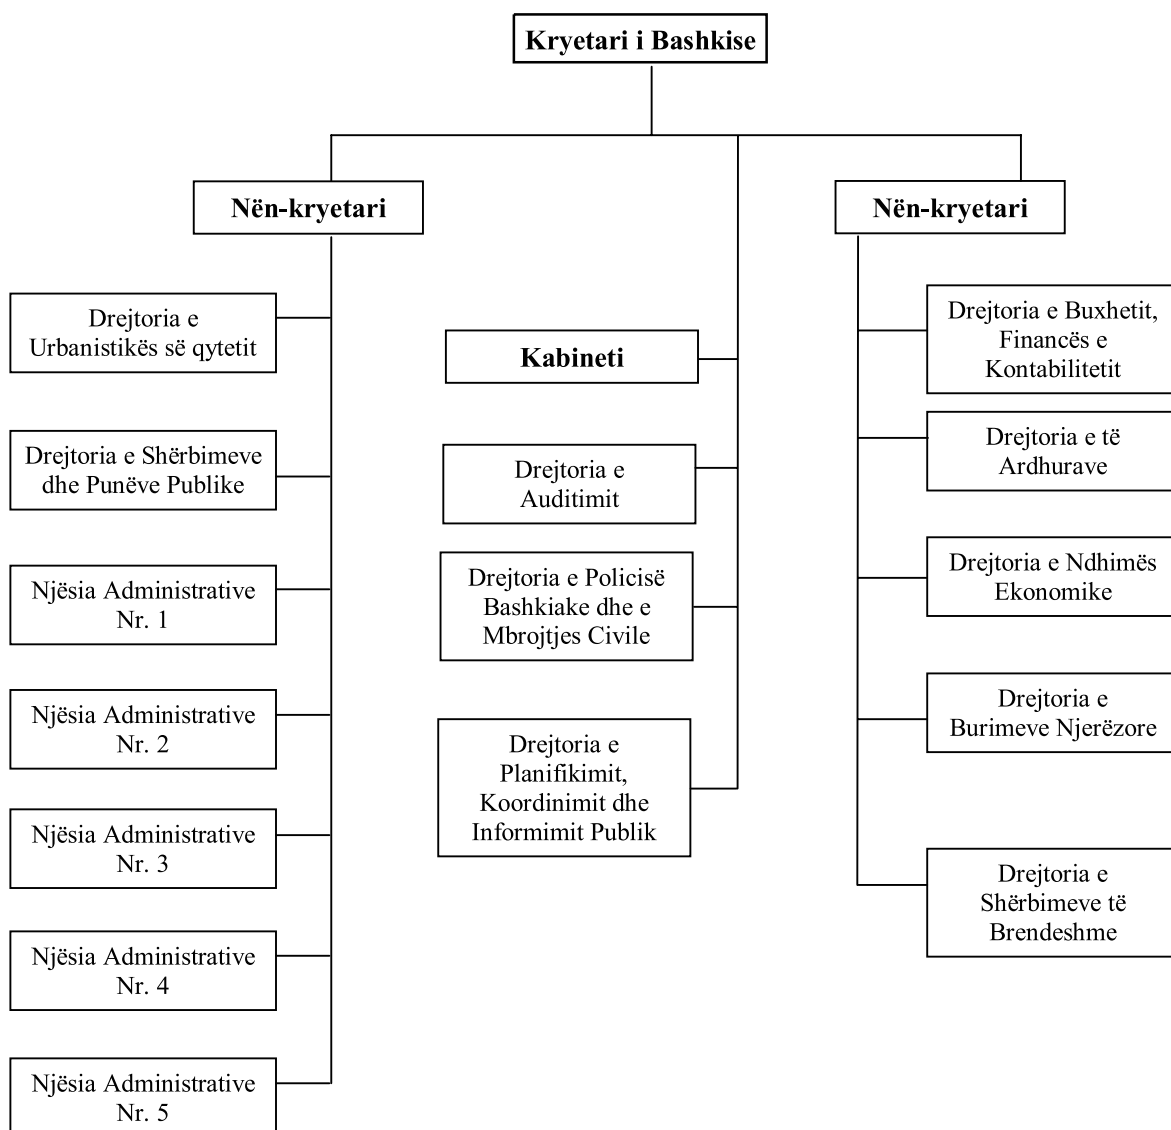 Kryetari i Bashkise
Nën-kryetari
Drejtoria e
Urbanistikës së qytetit
Drejtoria e Shërbimeve
dhe Punëve Publike
Njësia Administrative
Nr. 1
Njësia Administrative
Nr. 2
Njësia Administrative
Nr. 3
Njësia Administrative
Nr. 4
Njësia Administrative
Nr. 5
Kabineti
Drejtoria e
Auditimit
Drejtoria e Policisë
Bashkiake dhe e
Mbrojtjes Civile
Drejtoria e
Planifikimit,
Koordinimit dhe
Informimit Publik
Nën-kryetari
Drejtoria e Buxhetit,
Financës e
Kontabilitetit
Drejtoria e të
Ardhurave
Drejtoria e Ndhimës
Ekonomike
Drejtoria e
Burimeve Njerëzore
Drejtoria e
Shërbimeve të
Brendeshme